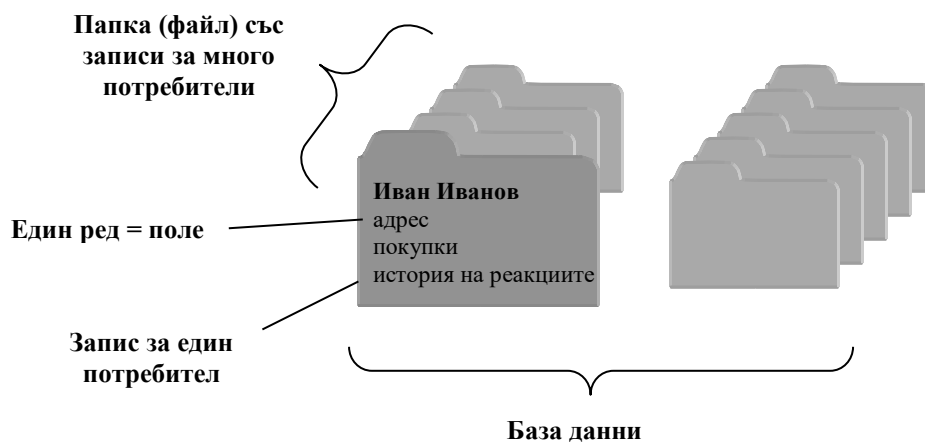 Папка (файл) със
записи за много
потребители
Иван Иванов
адрес
покупки
история на реакциите
Един ред = поле
Запис за един
потребител
База данни